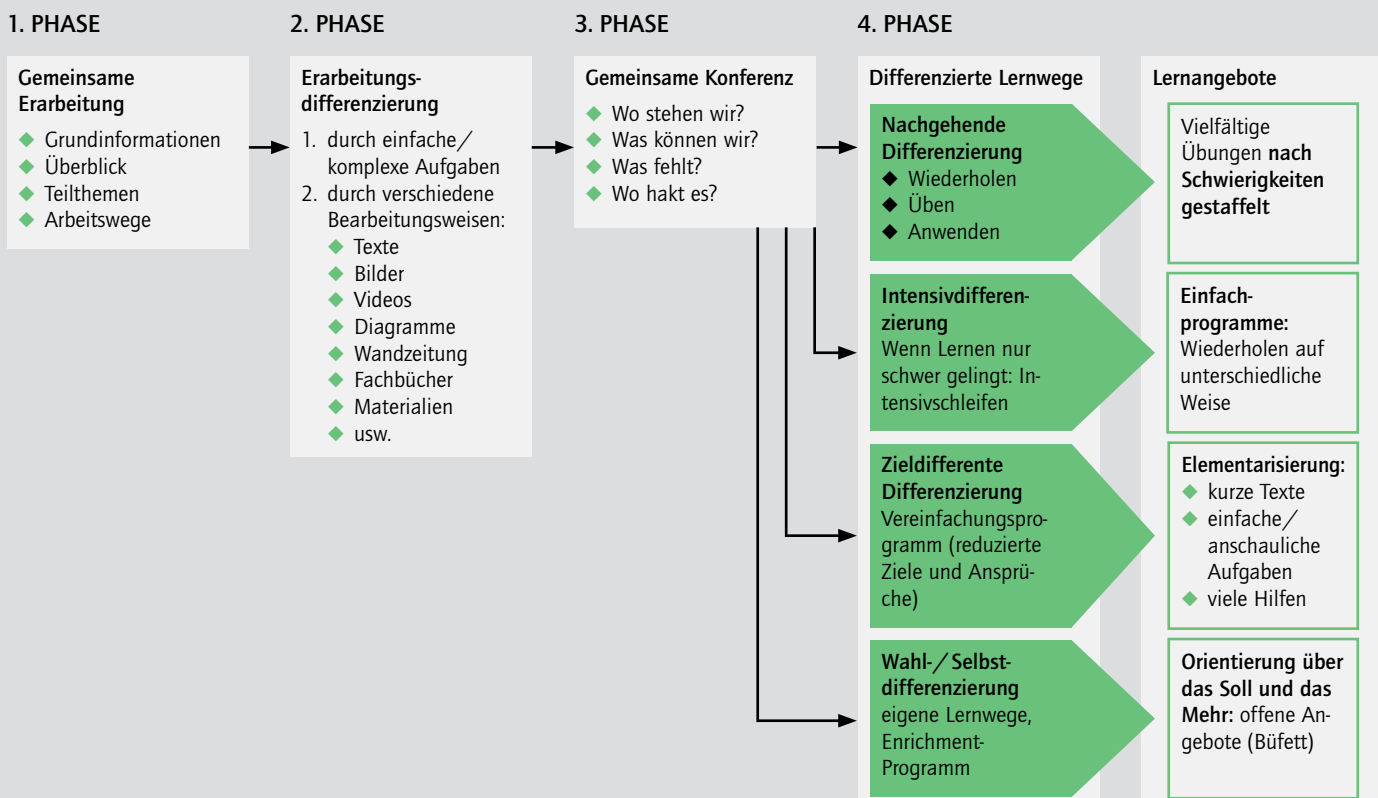 1. PHASE
Gemeinsame
Erarbeitung
◆ Grundinformationen
◆ Überblick
◆ Teilthemen
◆ Arbeitswege
2. PHASE
Erarbeitungs-
differenzierung
1. durch einfache/
komplexe Aufgaben
2. durch verschiedene
Bearbeitungsweisen:
◆ Texte
◆ Bilder
◆ Videos
◆ Diagramme
◆ Wandzeitung
◆ Fachbücher
◆ Materialien
◆ usw.
3. PHASE
Gemeinsame Konferenz
◆ Wo stehen wir?
◆ Was können wir?
◆ Was fehlt?
◆ Wo hakt es?
4. PHASE
Differenzierte Lernwege
Nachgehende
Differenzierung
◆ Wiederholen
◆ Üben
◆ Anwenden
Intensivdifferen-
zierung
Wenn Lernen nur
schwer gelingt: In-
tensivschleifen
Zieldifferente
Differenzierung
Vereinfachungspro-
gramm (reduzierte
Ziele und Ansprü-
che)
Wahl-/Selbst-
differenzierung
eigene Lernwege,
Enrichment-
Programm
Lernangebote
Vielfältige
Übungen nach
Schwierigkeiten
gestaffelt
Einfach-
programme:
Wiederholen auf
unterschiedliche
Weise
Elementarisierung:
◆ kurze Texte
◆ einfache/
anschauliche
Aufgaben
◆ viele Hilfen
Orientierung über
das Soll und das
Mehr: offene An-
gebote (Büfett)